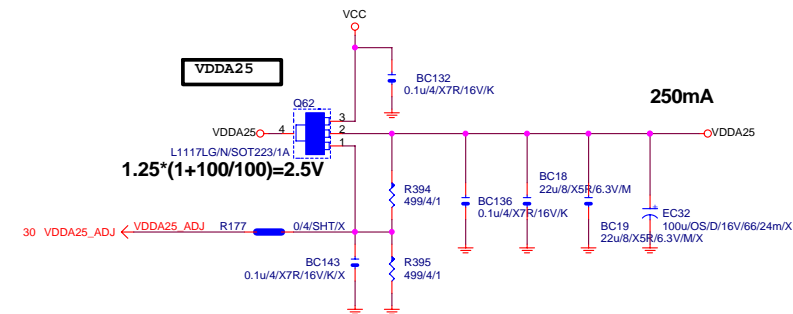 VCC
VDDA25
BC132
0.1u/4/X7R/16V/K
250mA
Q62
3
VDDA25
4
2
VDDA25
1
L1117LG/N/SOT223/1A
1.25*(1+100/100)=2.5V
R394
499/4/1
BC136
0.1u/4/X7R/16V/K
BC18
22u/8/X5R/6.3V/M
EC32
100u/OS/D/16V/66/24m/X
BC19
22u/8/X5R/6.3V/M/X
30 VDDA25_ADJ
VDDA25_ADJ
R177
0/4/SHT/X
BC143
0.1u/4/X7R/16V/K/X
R395
499/4/1